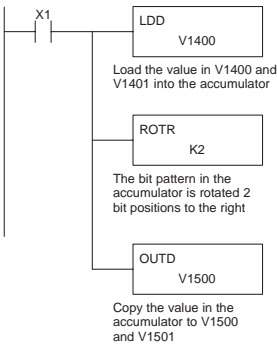 X1
LDD
V1400
Load the value in V1400 and
V1401 into the accumulator
ROTR
K2
The bit pattern in the
accumulator is rotated 2
bit positions to the right
OUTD
V1500
Copy the value in the
accumulator to V1500
and V1501